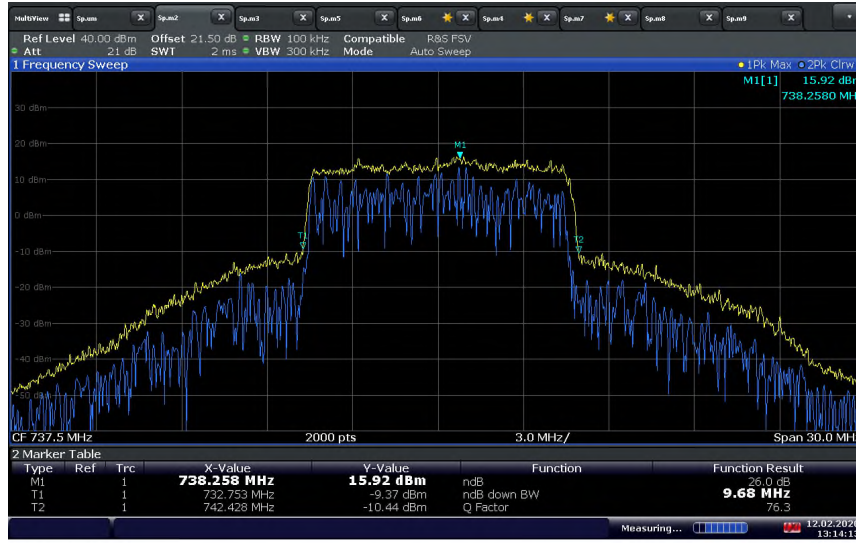 MultiView Sp.um X Sp.m2 X Sp.m3 X Sp.m5 X Sp.m6 X Sp.m4 X Sp.m7 X Sp.m8 X Sp.m9 X
Ref Level 40.00 dBm Offset 21.50 dB RBW 100 kHz Compatible R&S FSV
Att 21 dB SWT 2 ms VBW 300 kHz Mode Auto Sweep
1 Frequency Sweep 1Pk Max 2Pk Clrw
M1[1] 15.92 dBm
738.2580 MH
30 dBm
20 dBm
M1
10 dBm
0 dBm
T1
T2
-10 dBm
-20 dBm
-30 dBm
-40 dBm
-50 dBm
CF 737.5 MHz 2000 pts 3.0 MHz/ Span 30.0 MHz
2 Marker Table
Type Ref Trc X-Value Y-Value Function Function Result
M1 1 738.258 MHz 15.92 dBm ndB 26.0 dB
T1 1 732.753 MHz -9.37 dBm ndB down BW 9.68 MHz
T2 1 742.428 MHz -10.44 dBm Q Factor 76.3
Measuring... 12.02.2020
13:14:13